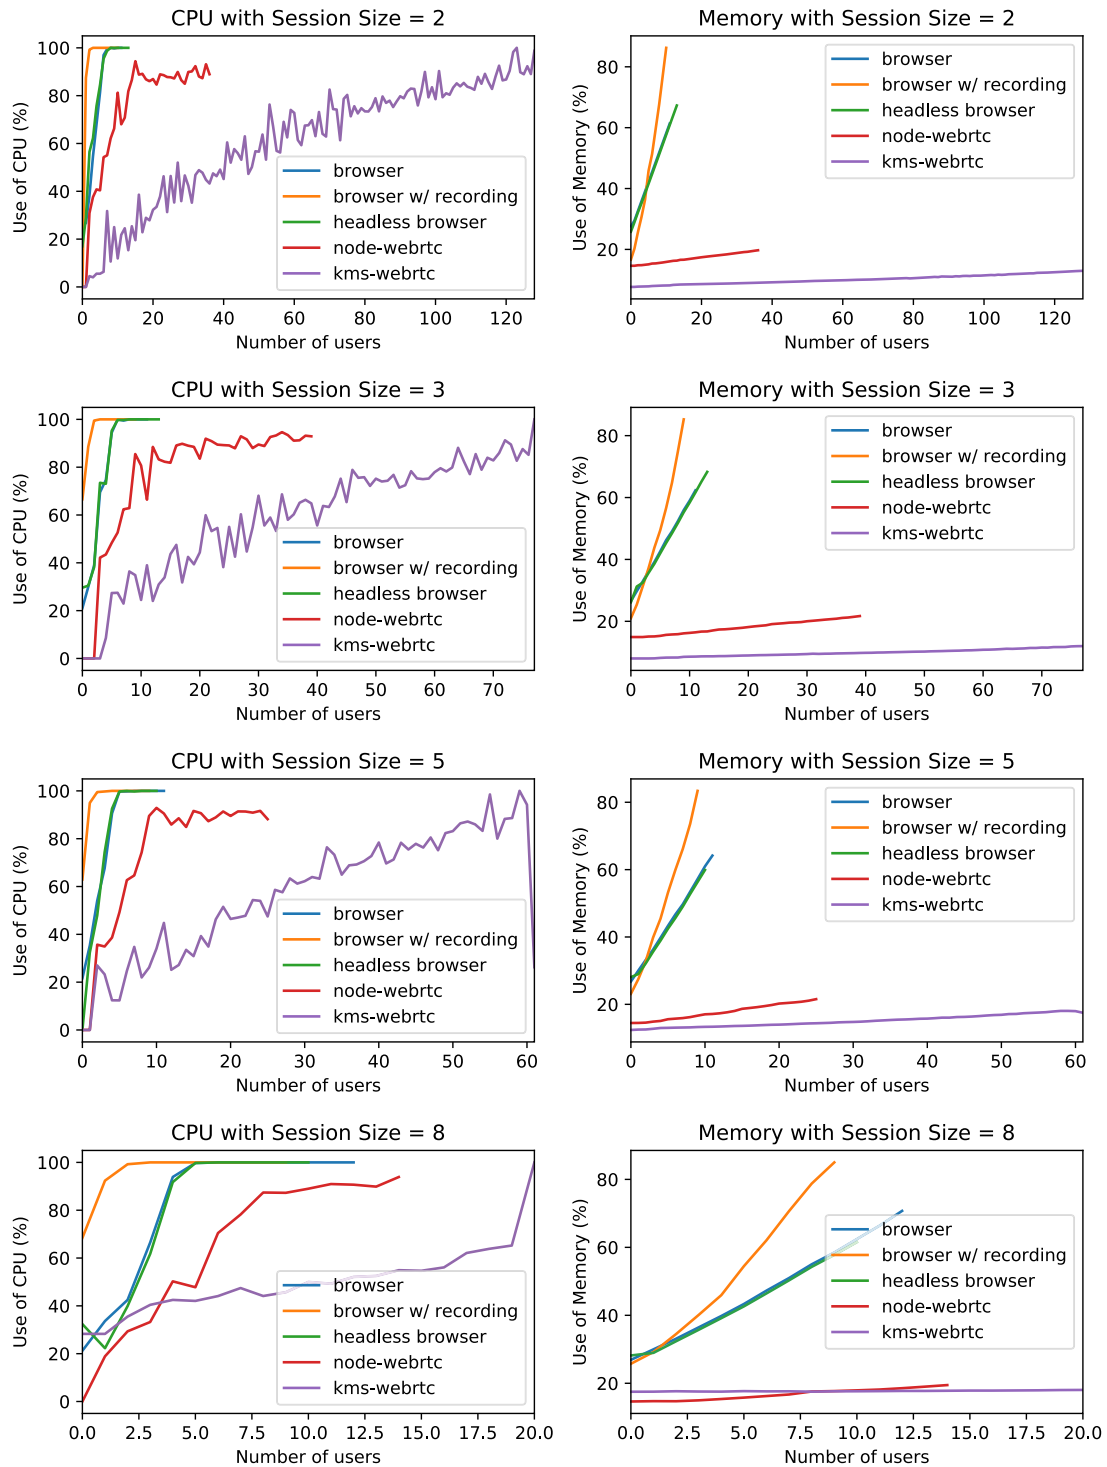 CPU with Session Size = 2
Use of CPU (%)
100
80
60
40
20
0
browser
browser w/ recording
headless browser
node-webrtc
kms-webrtc
0 20 40 60 80 100 120
Number of users
Memory with Session Size = 2
Use of Memory (%)
80
60
40
20
browser
browser w/ recording
headless browser
node-webrtc
kms-webrtc
0 20 40 60 80 100 120
Number of users
CPU with Session Size = 3
Use of CPU (%)
100
80
60
40
20
0
browser
browser w/ recording
headless browser
node-webrtc
kms-webrtc
0 10 20 30 40 50 60 70
Number of users
Memory with Session Size = 3
Use of Memory (%)
80
60
40
20
browser
browser w/ recording
headless browser
node-webrtc
kms-webrtc
0 10 20 30 40 50 60 70
Number of users
CPU with Session Size = 5
Use of CPU (%)
100
80
60
40
20
0
browser
browser w/ recording
headless browser
node-webrtc
kms-webrtc
0 10 20 30 40 50 60
Number of users
Memory with Session Size = 5
Use of Memory (%)
80
60
40
20
browser
browser w/ recording
headless browser
node-webrtc
kms-webrtc
0 10 20 30 40 50 60
Number of users
CPU with Session Size = 8
Use of CPU (%)
100
80
60
40
20
0
browser
browser w/ recording
headless browser
node-webrtc
kms-webrtc
0.0 2.5 5.0 7.5 10.0 12.5 15.0 17.5 20.0
Number of users
Memory with Session Size = 8
Use of Memory (%)
80
60
40
20
browser
browser w/ recording
headless browser
node-webrtc
kms-webrtc
0.0 2.5 5.0 7.5 10.0 12.5 15.0 17.5 20.0
Number of users